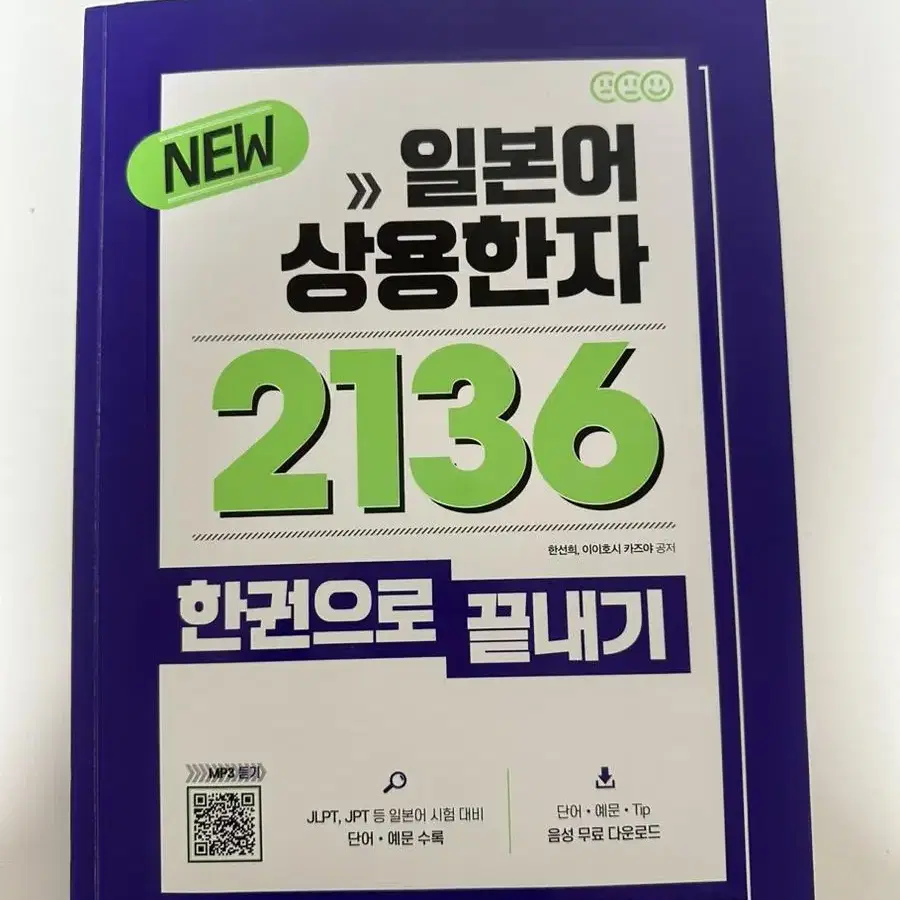 NEW
» 일본어
상용한자
2136
한선희, 이이호시 카즈야 공저
한권으로
끝내기
MP3 듣기
JLPT, JPT 등 일본어 시험 대비
단어 • 예문 수록
단어 • 예문 • Tip
음성 무료 다운로드